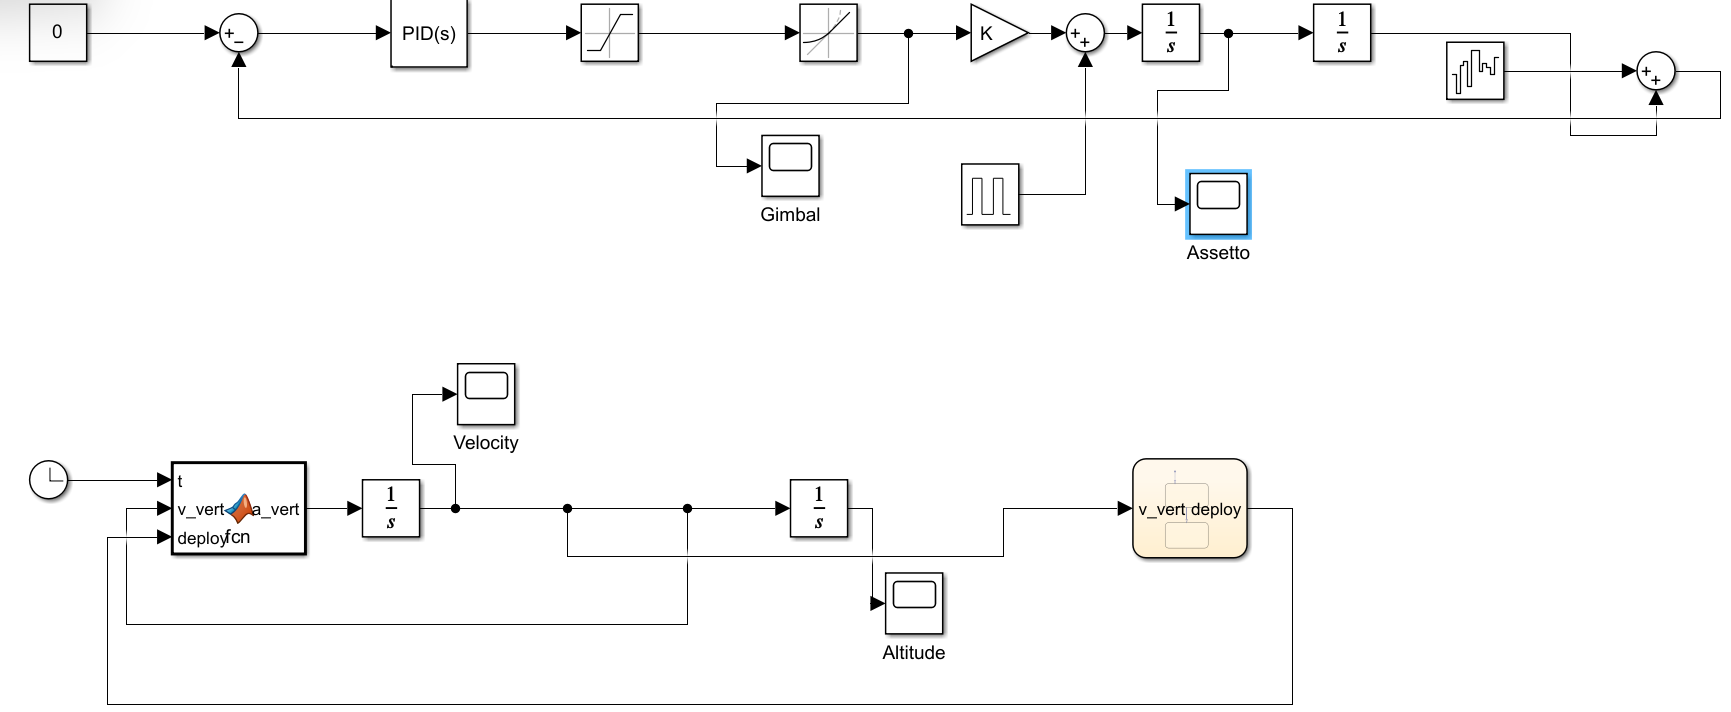 0
+
−
PID(s)
K
+
+
1
s
1
s
+
+
Gimbal
Assetto
Velocity
t
v_vert
a_vert
deploy
fcn
1
s
1
s
v_vert deploy
Altitude